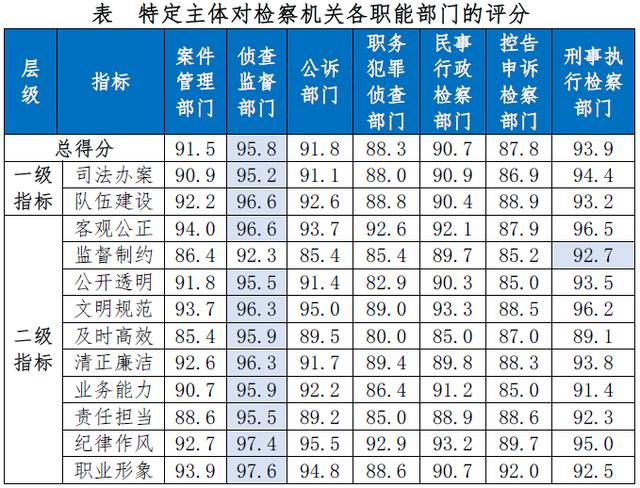 表 特定主体对检察机关各职能部门的评分
层级 指标 案件管理部门 侦查监督部门 公诉部门 职务犯罪侦查部门 民事行政检察部门 控告申诉检察部门 刑事执行检察部门
总得分 91.5 95.8 91.8 88.3 90.7 87.8 93.9
一级指标 司法办案 90.9 95.2 91.1 88.0 90.9 86.9 94.4
队伍建设 92.2 96.6 92.6 88.8 90.4 88.9 93.2
二级指标 客观公正 94.0 96.6 93.7 92.6 92.1 87.9 96.5
监督制约 86.4 92.3 85.4 85.4 89.7 85.2 92.7
公开透明 91.8 95.5 91.4 82.9 90.3 85.0 93.5
文明规范 93.7 96.3 95.0 89.0 93.3 88.5 96.2
及时高效 85.4 95.9 89.5 80.0 85.0 87.0 89.1
清正廉洁 92.6 96.3 91.7 89.4 89.8 88.3 93.8
业务能力 90.7 95.9 92.2 86.4 91.2 85.0 91.4
责任担当 88.6 95.5 89.2 85.0 88.9 88.6 92.3
纪律作风 92.7 97.4 95.5 92.9 93.2 89.7 95.0
职业形象 93.9 97.6 94.8 88.6 90.7 92.0 92.5